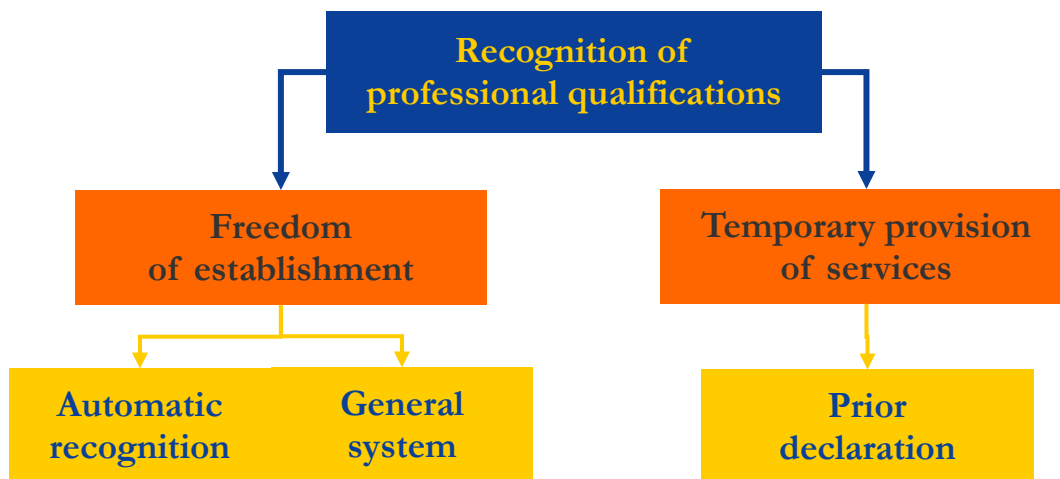 Recognition of
professional qualifications
Freedom
of establishment
Temporary provision
of services
Automatic
recognition
General
system
Prior
declaration